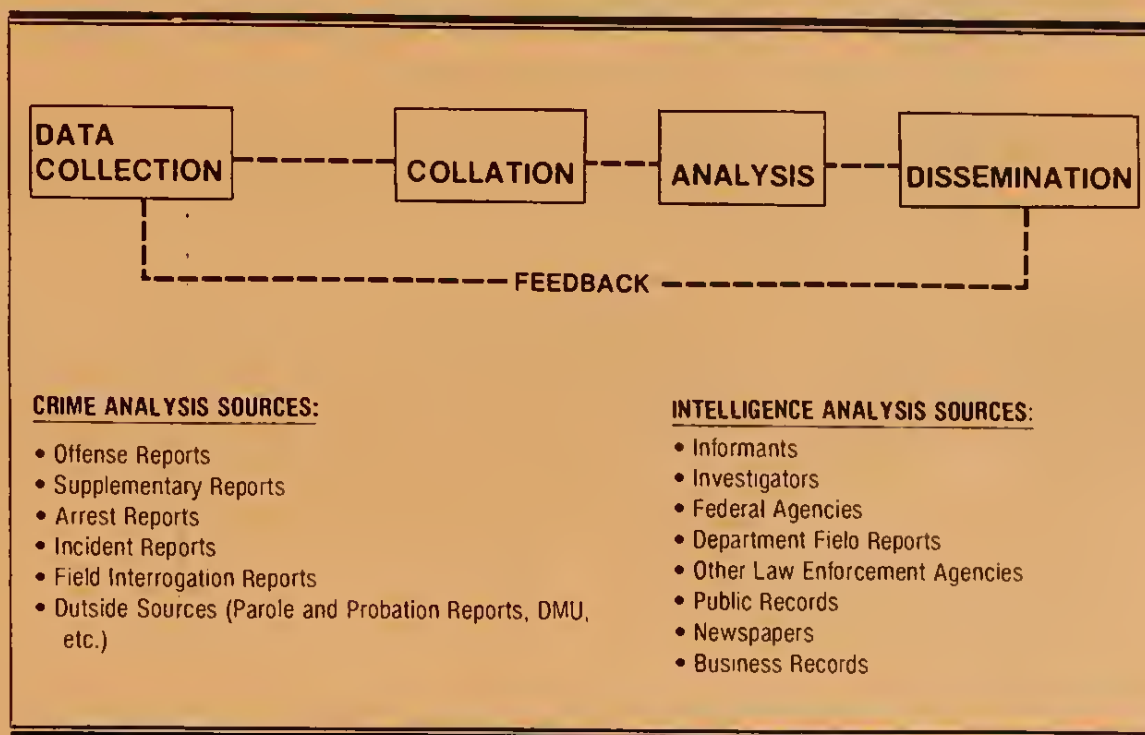 DATA
COLLECTION
COLLATION
ANALYSIS
DISSEMINATION
FEEDBACK
CRIME ANALYSIS SOURCES:
• Offense Reports
• Supplementary Reports
• Arrest Reports
• Incident Reports
• Field Interrogation Reports
• Dutside Sources (Parole and Probation Reports, DMU,
etc.)
INTELLIGENCE ANALYSIS SOURCES:
• Informants
• Investigators
• Federal Agencies
• Department Fielo Reports
• Other Law Enforcement Agencies
• Public Records
• Newspapers
• Business Records